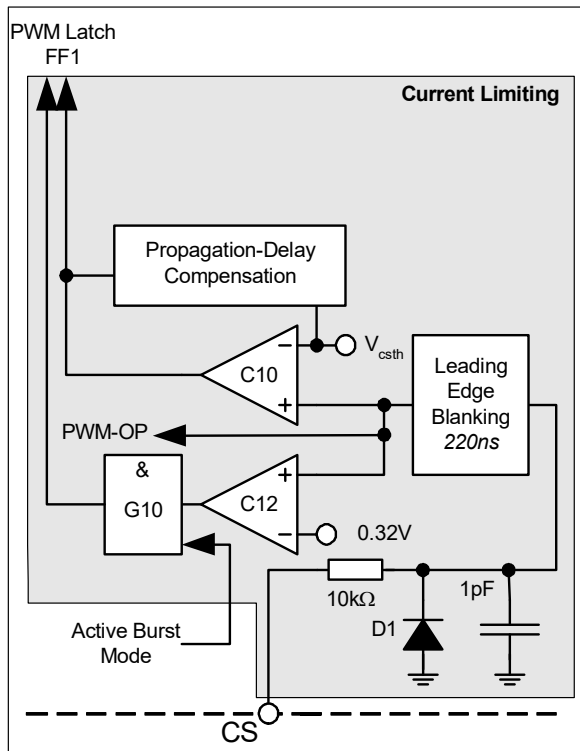 PWM Latch
FF1
Current Limiting
Propagation-Delay
Compensation
−
V_csth
C10
+
Leading
Edge
Blanking
220ns
PWM-OP
&
G10
+
C12
−
0.32V
10kΩ
1pF
D1
Active Burst
Mode
CS